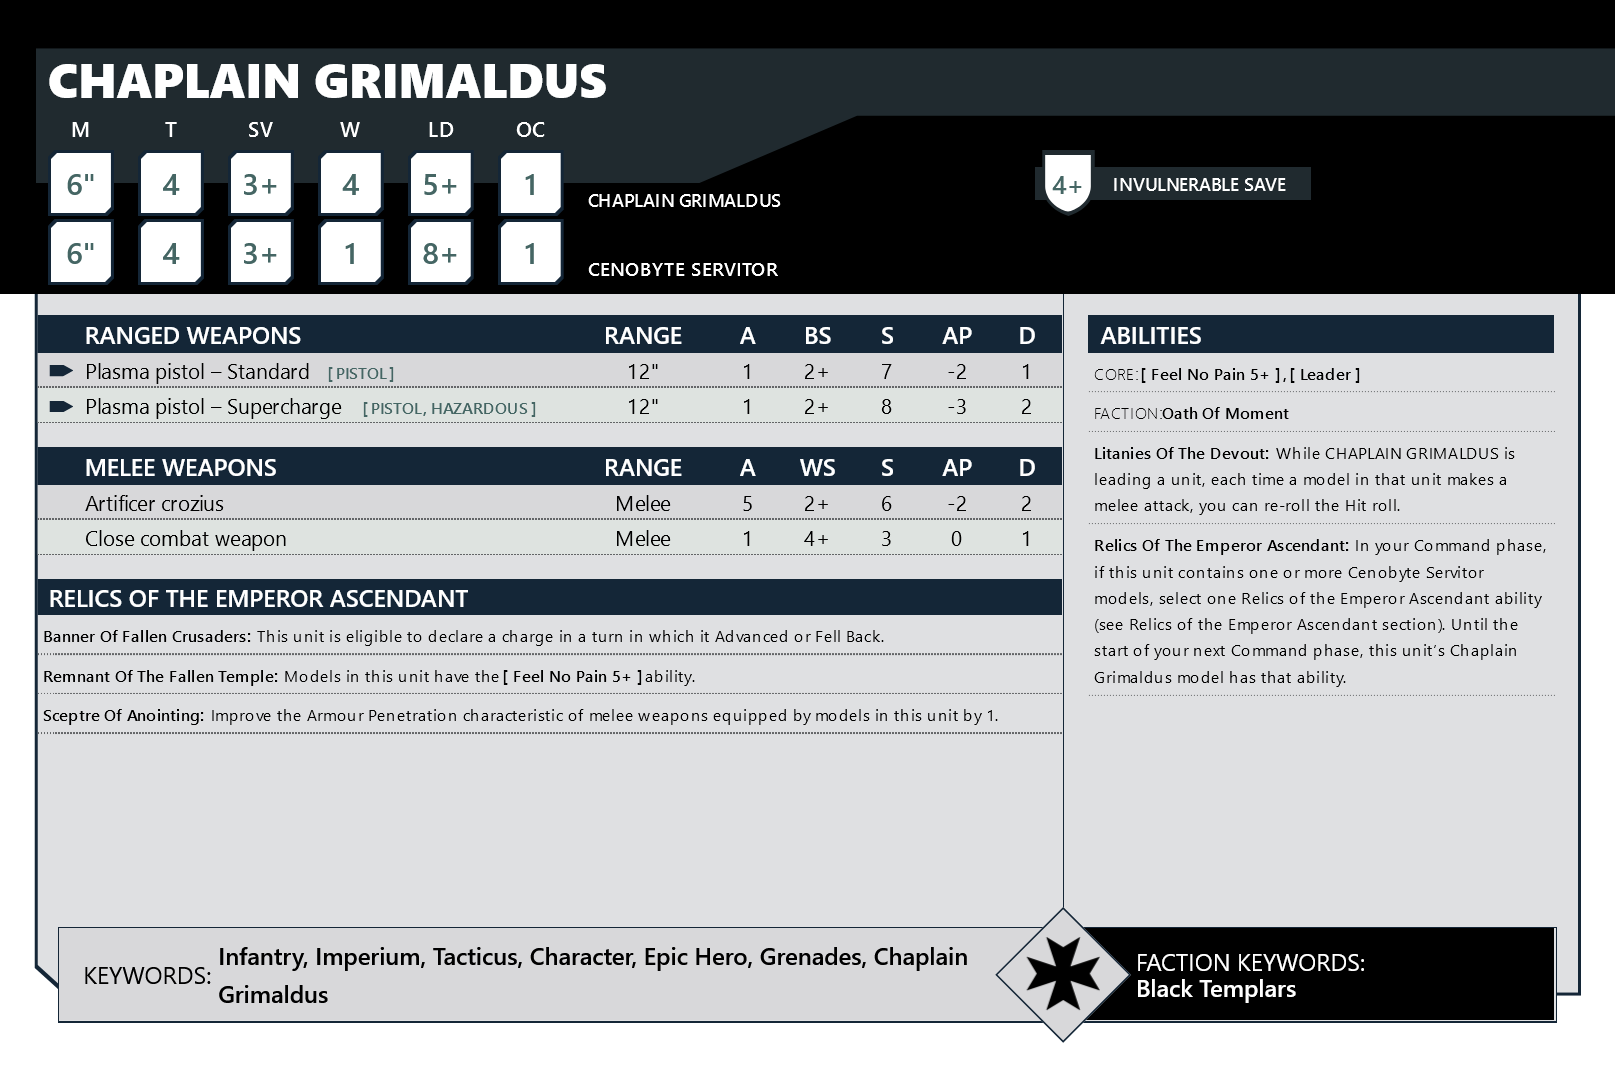 CHAPLAIN GRIMALDUS
M T SV W LD OC
6" 4 3+ 4 5+ 1 CHAPLAIN GRIMALDUS 4+ INVULNERABLE SAVE
6" 4 3+ 1 8+ 1 CENOBYTE SERVITOR
RANGED WEAPONS RANGE A BS S AP D
Plasma pistol – Standard [ PISTOL ] 12" 1 2+ 7 -2 1
Plasma pistol – Supercharge [ PISTOL, HAZARDOUS ] 12" 1 2+ 8 -3 2
MELEE WEAPONS RANGE A WS S AP D
Artificer crozius Melee 5 2+ 6 -2 2
Close combat weapon Melee 1 4+ 3 0 1
RELICS OF THE EMPEROR ASCENDANT
Banner Of Fallen Crusaders: This unit is eligible to declare a charge in a turn in which it Advanced or Fell Back.
Remnant Of The Fallen Temple: Models in this unit have the [ Feel No Pain 5+ ] ability.
Sceptre Of Anointing: Improve the Armour Penetration characteristic of melee weapons equipped by models in this unit by 1.
ABILITIES
CORE: [ Feel No Pain 5+ ] , [ Leader ]
FACTION: Oath Of Moment
Litanies Of The Devout: While CHAPLAIN GRIMALDUS is
leading a unit, each time a model in that unit makes a
melee attack, you can re-roll the Hit roll.
Relics Of The Emperor Ascendant: In your Command phase,
if this unit contains one or more Cenobyte Servitor
models, select one Relics of the Emperor Ascendant ability
(see Relics of the Emperor Ascendant section). Until the
start of your next Command phase, this unit's Chaplain
Grimaldus model has that ability.
KEYWORDS: Infantry, Imperium, Tacticus, Character, Epic Hero, Grenades, Chaplain
Grimaldus
FACTION KEYWORDS:
Black Templars